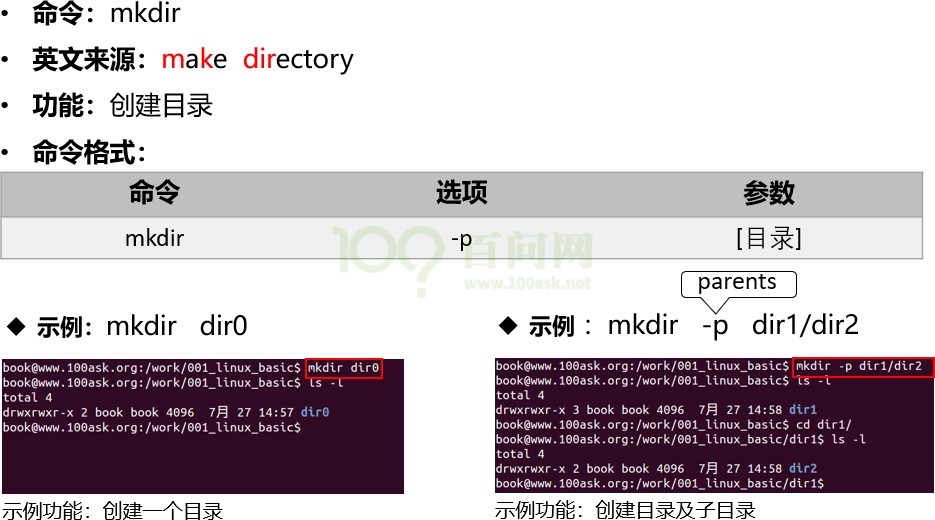 • 命令：mkdir
• 英文来源：make directory
• 功能：创建目录
• 命令格式：
命令 选项 参数
mkdir -p [目录]
100 百问网
www.100ask.net
parents
◆ 示例：mkdir dir0
book@www.100ask.org:/work/001_linux_basic$ mkdir dir0
book@www.100ask.org:/work/001_linux_basic$ ls -l
total 4
drwxrwxr-x 2 book book 4096 7月 27 14:57 dir0
book@www.100ask.org:/work/001_linux_basic$
示例功能：创建一个目录
◆ 示例 ：mkdir -p dir1/dir2
book@www.100ask.org:/work/001_linux_basic$ mkdir -p dir1/dir2
book@www.100ask.org:/work/001_linux_basic$ ls -l
total 4
drwxrwxr-x 3 book book 4096 7月 27 14:58 dir1
book@www.100ask.org:/work/001_linux_basic$ cd dir1/
book@www.100ask.org:/work/001_linux_basic/dir1$ ls -l
total 4
drwxrwxr-x 2 book book 4096 7月 27 14:58 dir2
book@www.100ask.org:/work/001_linux_basic/dir1$
示例功能：创建目录及子目录